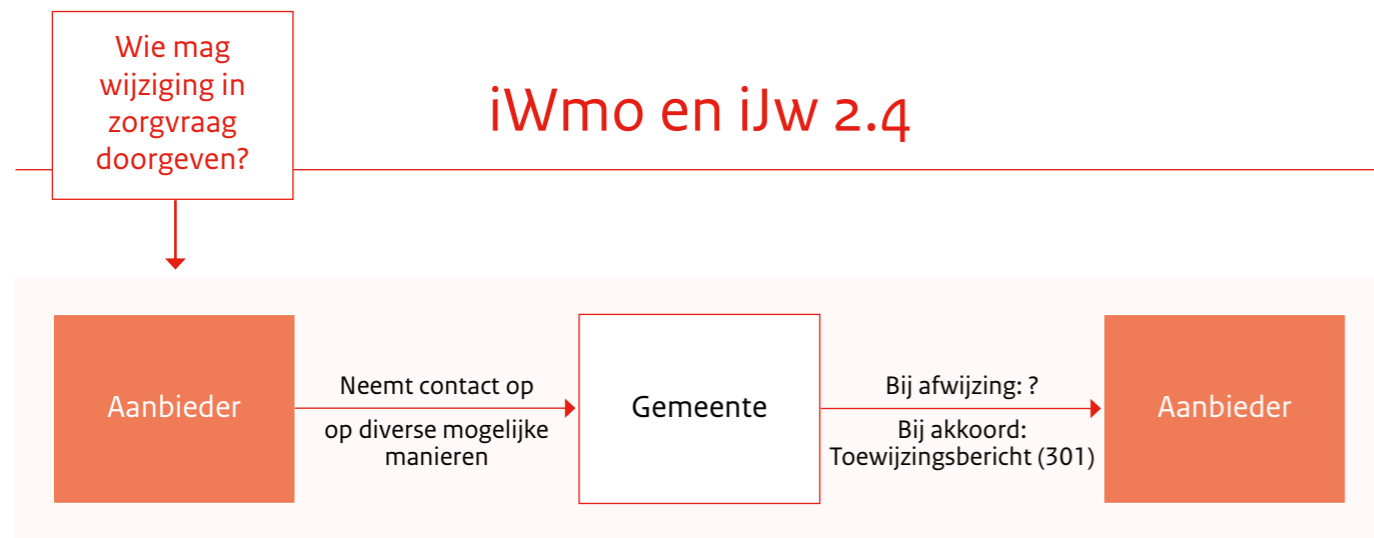 Wie mag
wijziging in
zorgvraag
doorgeven?
iWmo en iJw 2.4
Aanbieder
Neemt contact op
op diverse mogelijke
manieren
Gemeente
Bij afwijzing: ?
Bij akkoord:
Toewijzingsbericht (301)
Aanbieder